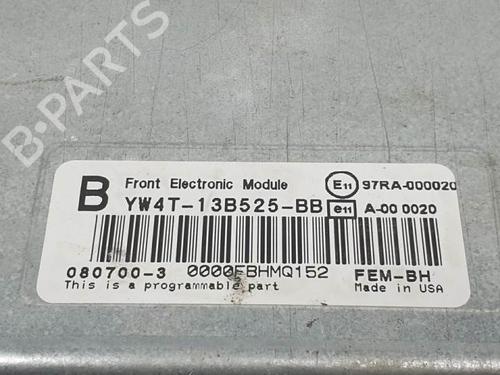 B-PARTS
B Front Electronic Module E11 97RA-000020
YW4T-13B525-BB e11 A-00 0020
080700-3 0000FBHMQ152 FEM-BH
This is a programmable part Made in USA